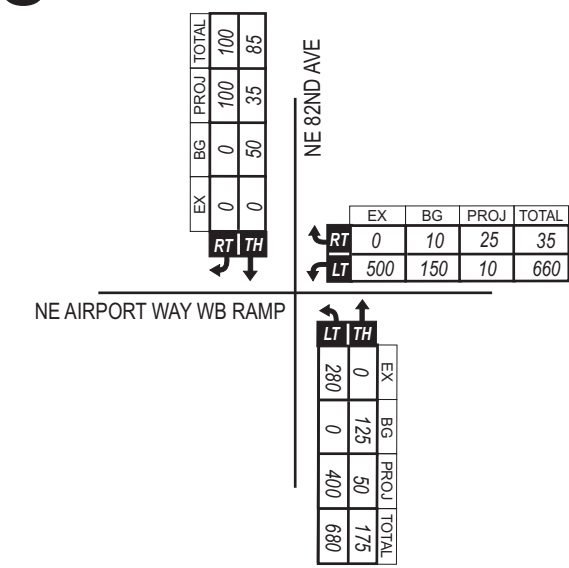 TOTAL 100 85
PROJ 100 35
BG 0 50
EX 0 0
RT TH
NE 82ND AVE
EX BG PROJ TOTAL
RT 0 10 25 35
LT 500 150 10 660
NE AIRPORT WAY WB RAMP
LT TH
280 0 EX
0 125 BG
400 50 PROJ
680 175 TOTAL